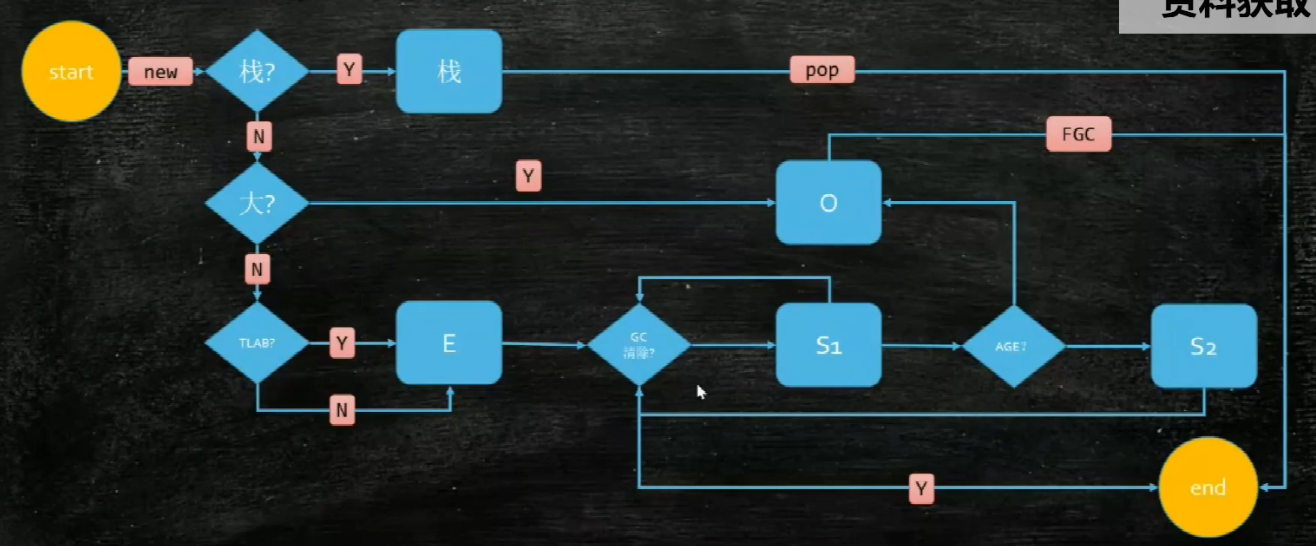 资料获取
start
new
栈?
Y
栈
pop
N
FGC
大?
Y
O
N
TLAB?
Y
E
GC
清除?
S1
AGE?
S2
N
Y
end